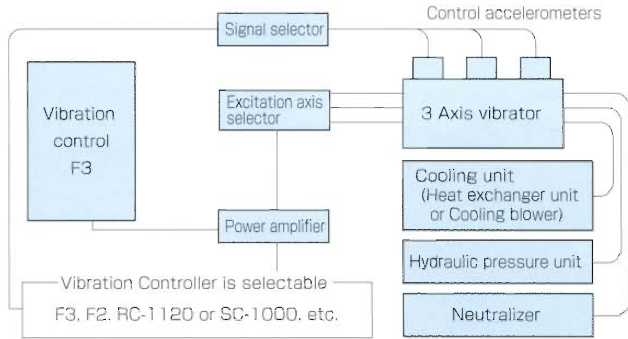 Control accelerometers
Signal selector
Vibration
control
F3
Excitation axis
selector
3 Axis vibrator
Cooling unit
(Heat exchanger unit
or Cooling blower)
Power amplifier
Hydraulic pressure unit
Vibration Controller is selectable
F3, F2. RC-1120 or SC-1000. etc.
Neutralizer